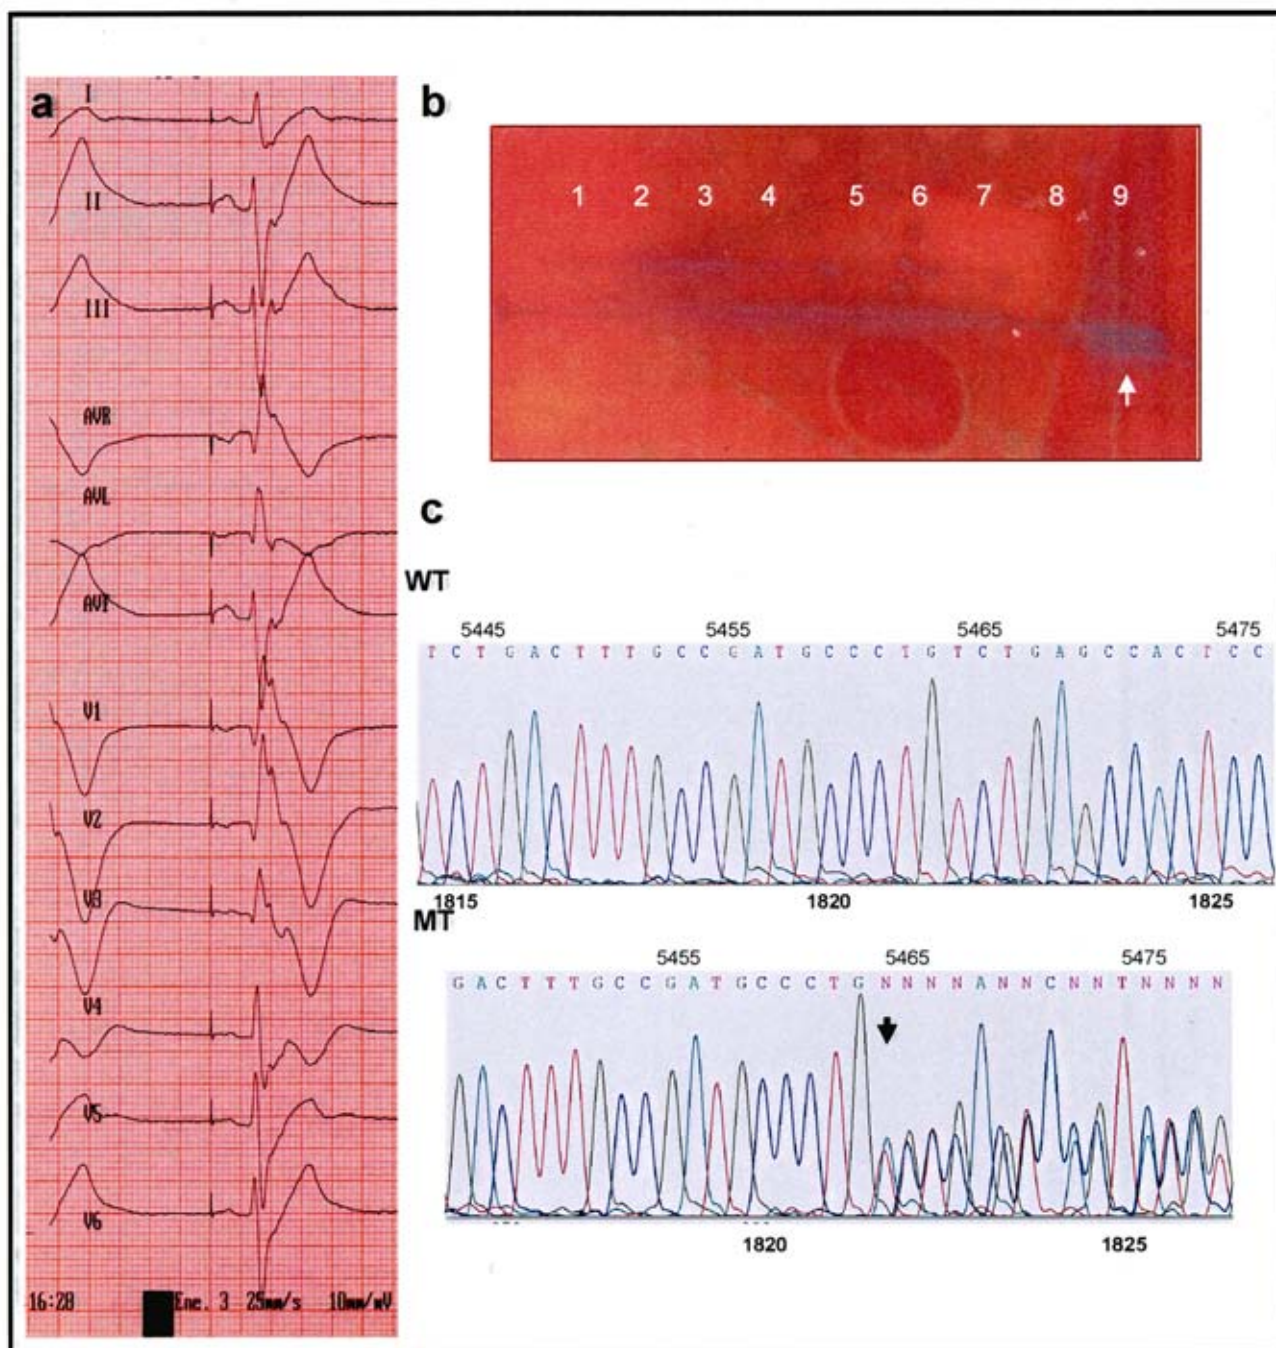 a
I
II
III
AVR
AVL
AVF
V1
V2
V3
V4
V5
V6
16:28 Ene. 3 25mm/s 10mm/mV
b
1 2 3 4 5 6 7 8 9
c
WT
5445 5455 5465 5475
T C T G A C T T T G C C G A T G C C C T G T C T G A G C C A C T C C
1815 1820 1825
MT
5455 5465 5475
G A C T T T G C C G A T G C C C T G N N N N A N N C N N T N N N N
1820 1825